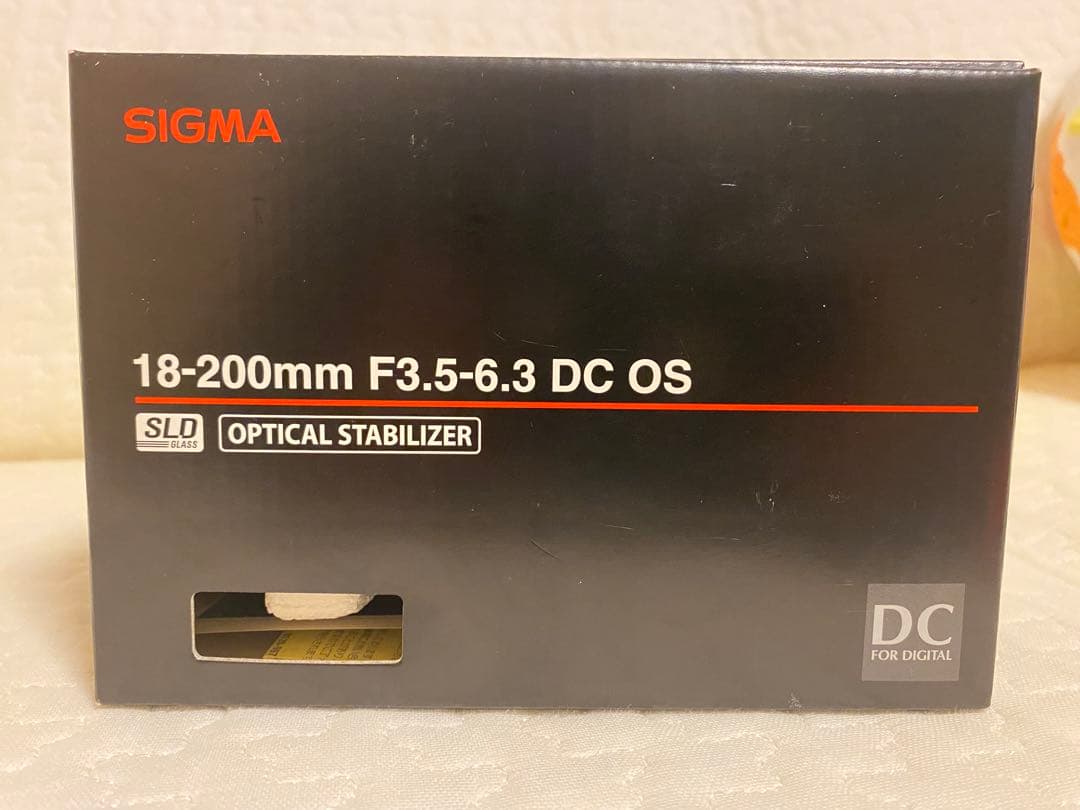 SIGMA
18-200mm F3.5-6.3 DC OS
SLD
GLASS
OPTICAL STABILIZER
DC
FOR DIGITAL